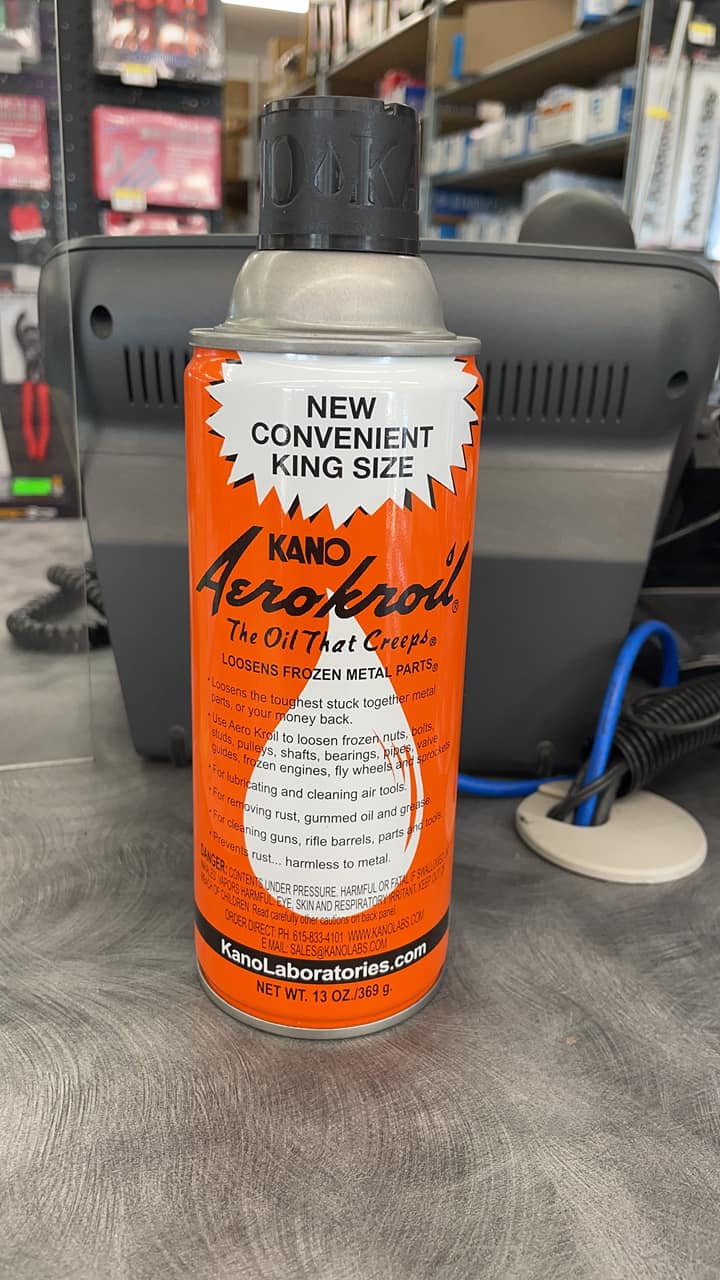 O KA
NEW
CONVENIENT
KING SIZE
KANO
Aerokroil®
The Oil That Creeps®
LOOSENS FROZEN METAL PARTS®
• Loosens the toughest stuck together metal
parts, or your money back.
• Use Aero Kroil to loosen frozen nuts, bolts,
studs, pulleys, shafts, bearings, pipes, valve
guides, frozen engines, fly wheels and sprockets
• For lubricating and cleaning air tools.
• For removing rust, gummed oil and grease.
• For cleaning guns, rifle barrels, parts and tools.
• Prevents rust... harmless to metal.
DANGER: CONTENTS UNDER PRESSURE, HARMFUL OR FATAL IF SWALLOWED
VAPORS HARMFUL. EYE, SKIN AND RESPIRATORY IRRITANT. KEEP OUT OF
REACH OF CHILDREN. Read carefully other cautions on back panel
ORDER DIRECT: PH. 615-833-4101 WWW.KANOLABS.COM
E MAIL: SALES@KANOLABS.COM
KanoLaboratories.com
NET WT. 13 OZ./369 g.